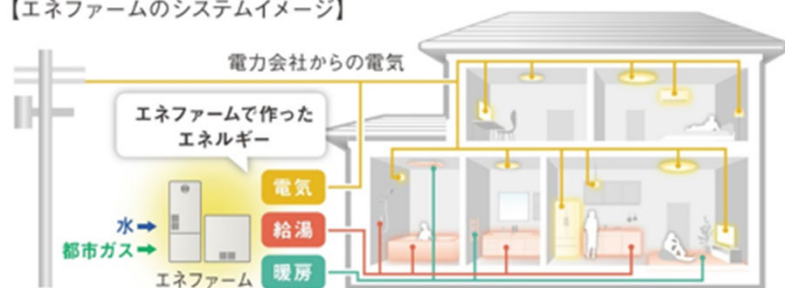 【エネファームのシステムイメージ】
電力会社からの電気
エネファームで作った
エネルギー
電気
水
給湯
都市ガス
暖房
エネファーム